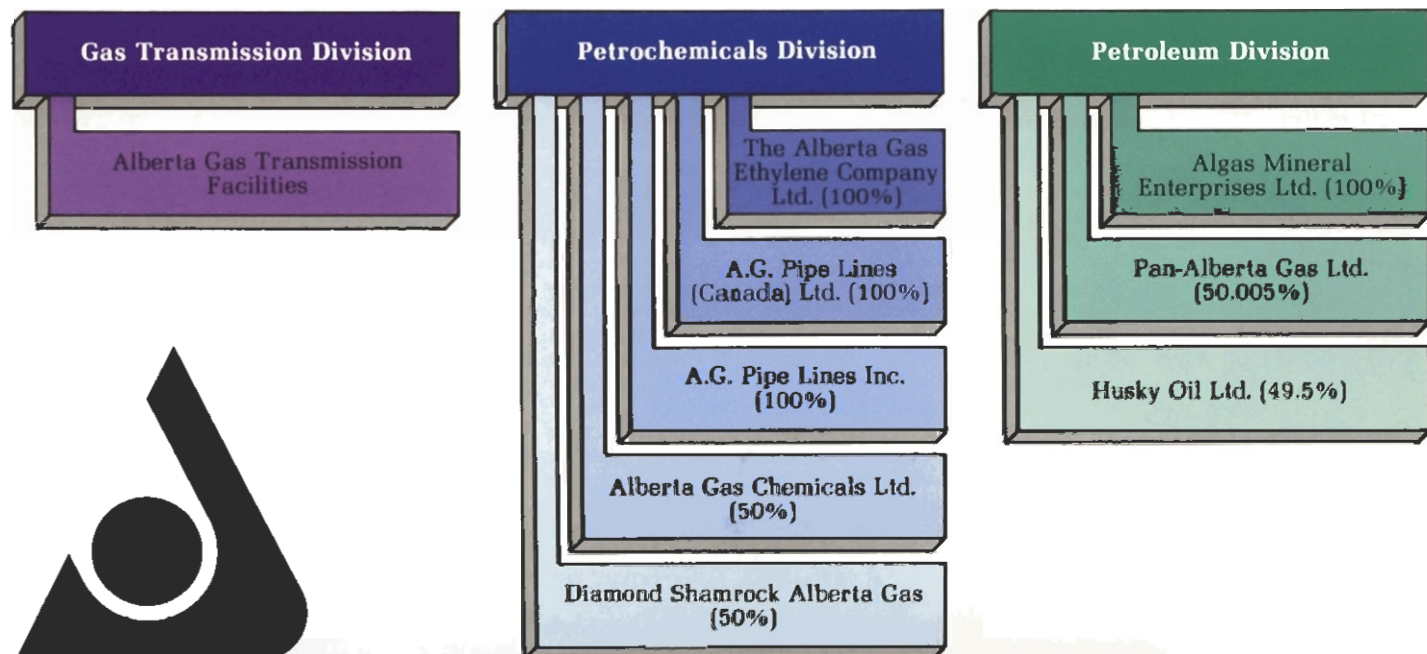 Gas Transmission Division
Alberta Gas Transmission
Facilities
Petrochemicals Division
The Alberta Gas
Ethylene Company
Ltd. (100%)
A.G. Pipe Lines
(Canada) Ltd. (100%)
A.G. Pipe Lines Inc.
(100%)
Alberta Gas Chemicals Ltd.
(50%)
Diamond Shamrock Alberta Gas
(50%)
Petroleum Division
Algas Mineral
Enterprises Ltd. (100%)
Pan-Alberta Gas Ltd.
(50.005%)
Husky Oil Ltd. (49.5%)